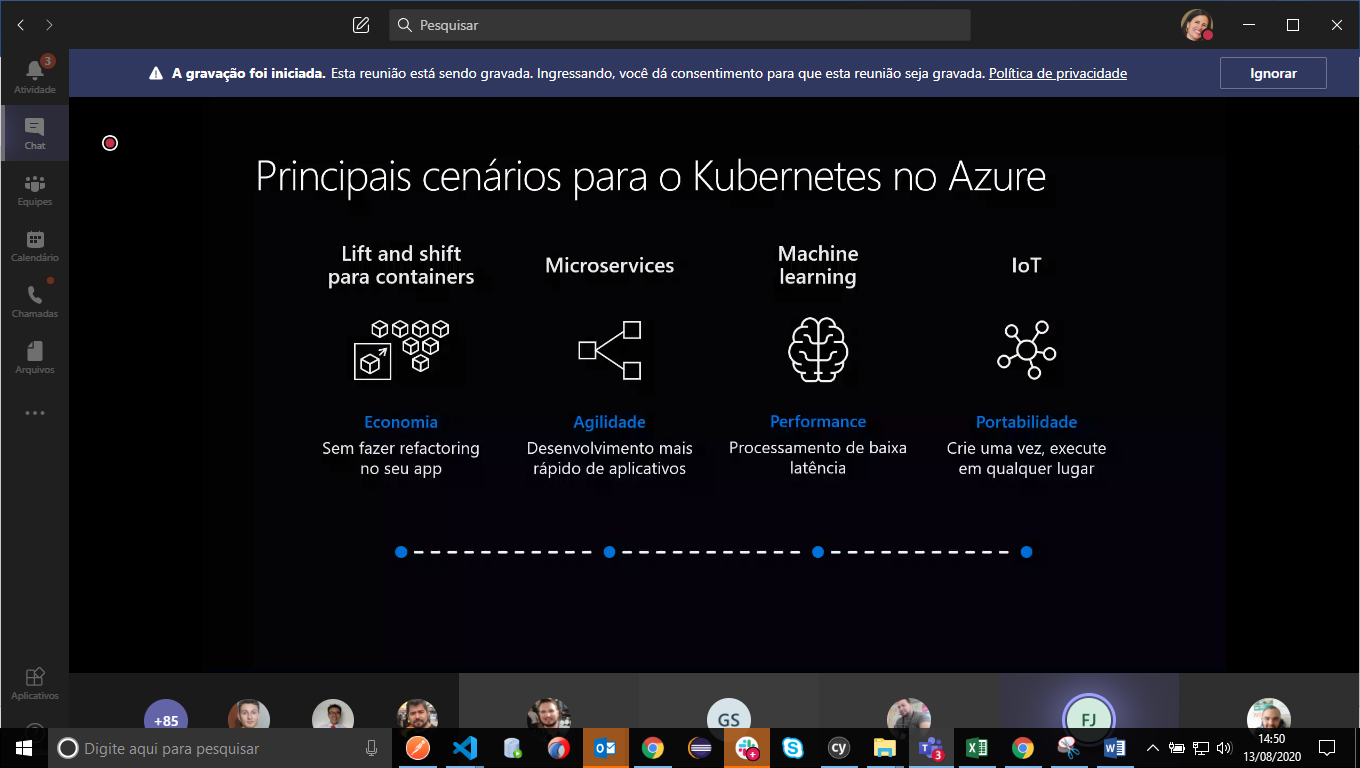 Pesquisar
A gravação foi iniciada. Esta reunião está sendo gravada. Ingressando, você dá consentimento para que esta reunião seja gravada. Política de privacidade
Ignorar
3
Atividade
Chat
Equipes
Calendário
Chamadas
Arquivos
Aplicativos
Principais cenários para o Kubernetes no Azure
Lift and shift
para containers
Economia
Sem fazer refactoring
no seu app
Microservices
Agilidade
Desenvolvimento mais
rápido de aplicativos
Machine
learning
Performance
Processamento de baixa
latência
IoT
Portabilidade
Crie uma vez, execute
em qualquer lugar
+85
GS
FJ
Digite aqui para pesquisar
cy
3
14:50
13/08/2020